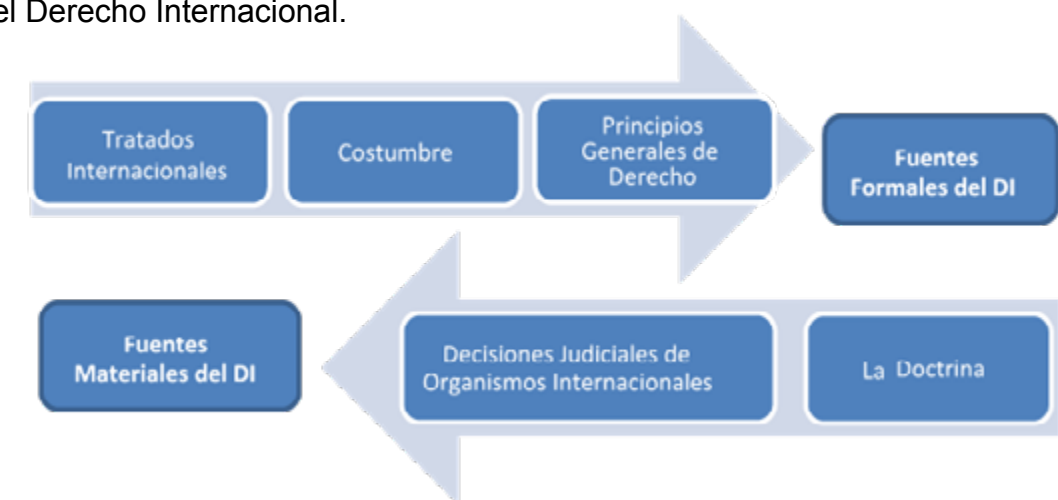 el Derecho Internacional.
Tratados
Internacionales
Costumbre
Principios
Generales de
Derecho
Fuentes
Formales del DI
Fuentes
Materiales del DI
Decisiones Judiciales de
Organismos Internacionales
La Doctrina